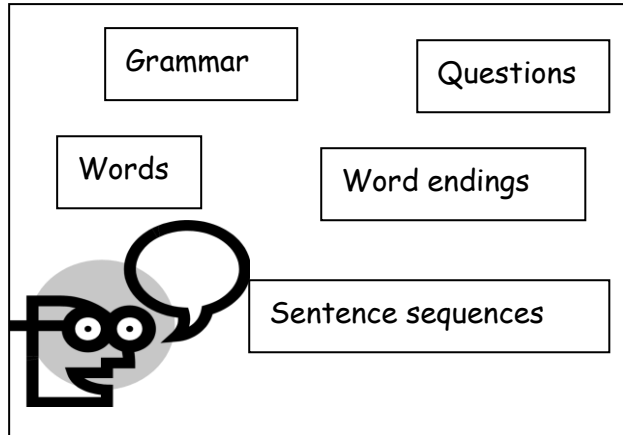 Grammar
Questions
Words
Word endings
Sentence sequences